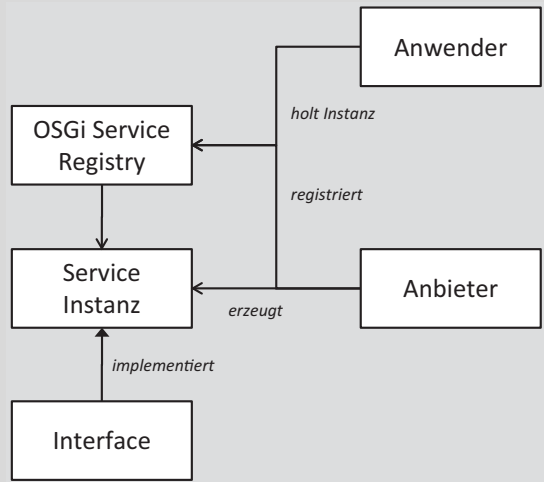 Anwender
holt Instanz
OSGi Service
Registry
registriert
Service
Instanz
Anbieter
erzeugt
implementiert
Interface